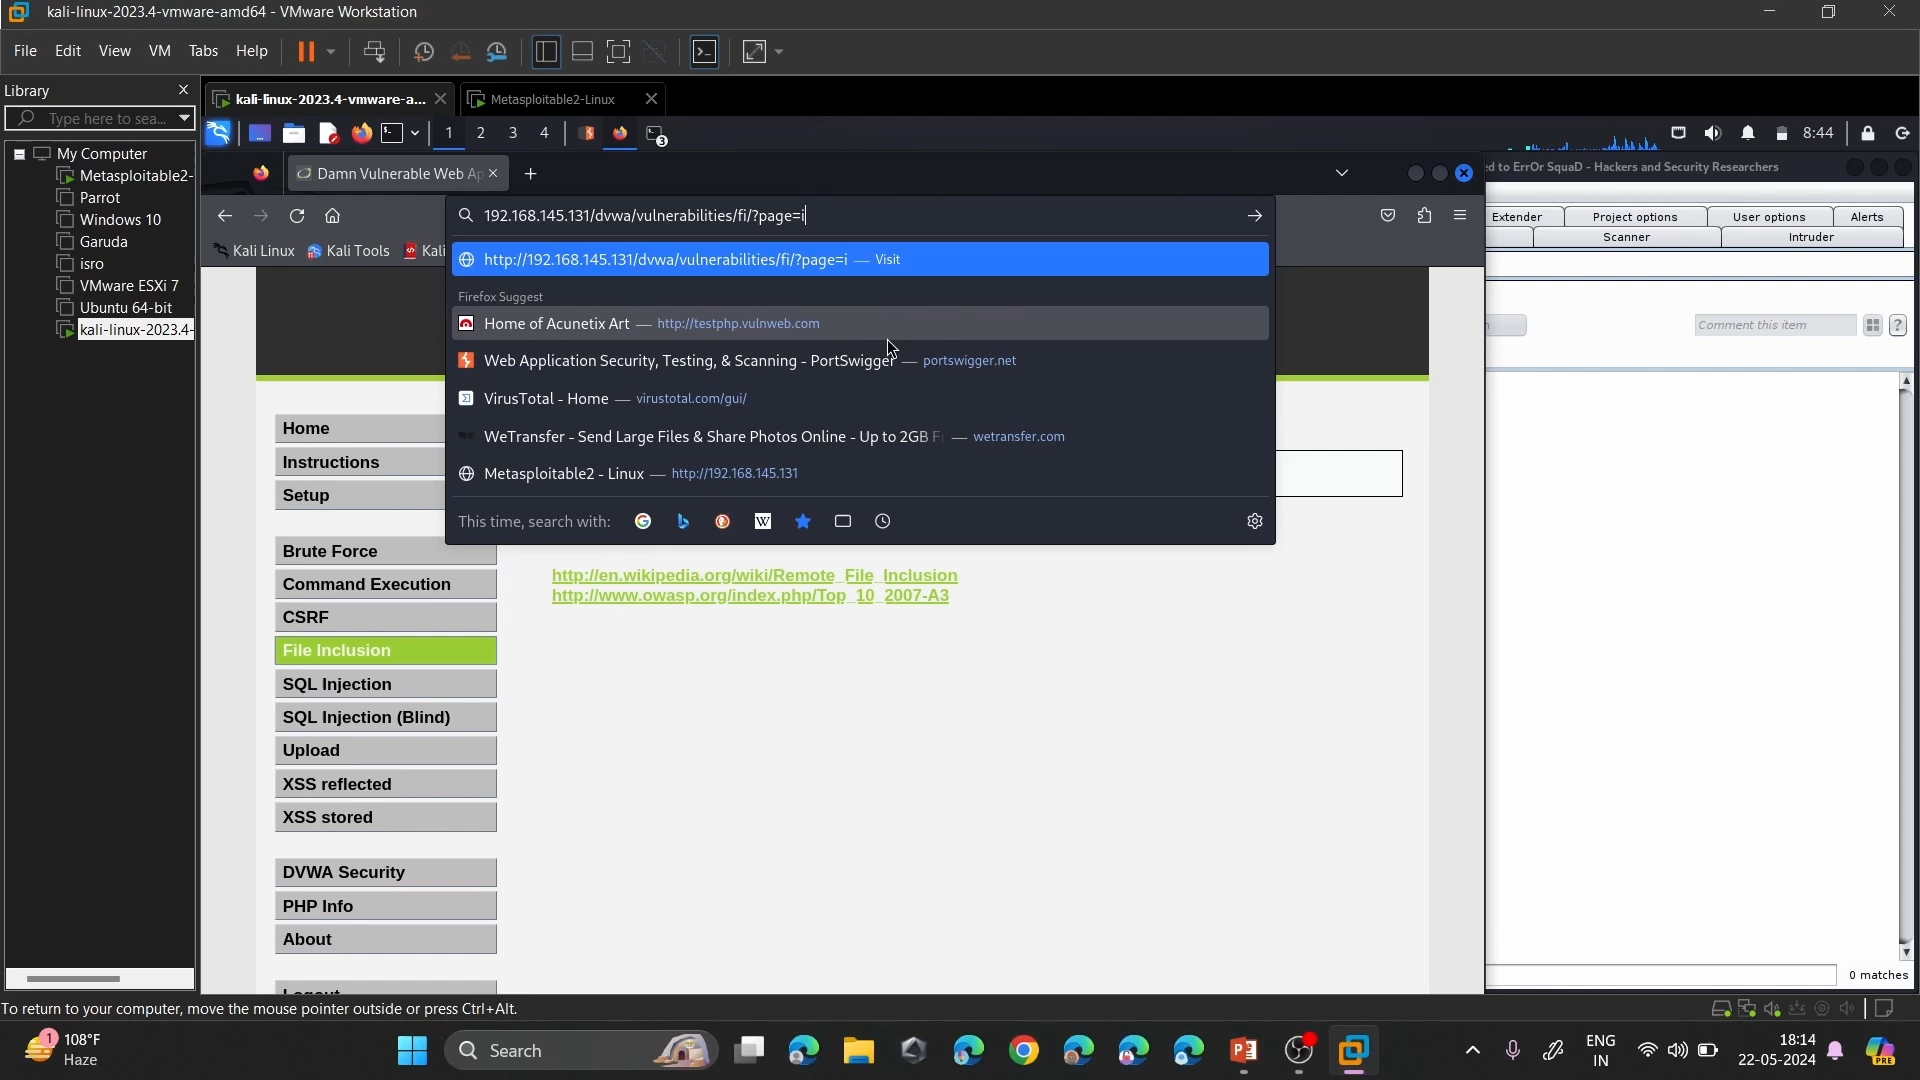 kali-linux-2023.4-vmware-amd64 - VMware Workstation
File Edit View VM Tabs Help
Library
Type here to sea...
My Computer
Metasploitable2-
Parrot
Windows 10
Garuda
isro
VMware ESXi 7
Ubuntu 64-bit
kali-linux-2023.4-
kali-linux-2023.4-vmware-a... Metasploitable2-Linux
1 2 3 4 3 8:44
Damn Vulnerable Web Ap
ed to ErrOr SquaD - Hackers and Security Researchers
192.168.145.131/dvwa/vulnerabilities/fi/?page=i
Kali Linux Kali Tools Kali
http://192.168.145.131/dvwa/vulnerabilities/fi/?page=i — Visit
Firefox Suggest
Home of Acunetix Art — http://testphp.vulnweb.com
Web Application Security, Testing, & Scanning - PortSwigger — portswigger.net
VirusTotal - Home — virustotal.com/gui/
WeTransfer - Send Large Files & Share Photos Online - Up to 2GB F — wetransfer.com
Metasploitable2 - Linux — http://192.168.145.131
This time, search with:
Extender Project options User options Alerts
Scanner Intruder
Comment this item
?
Home
Instructions
Setup
Brute Force
Command Execution
CSRF
File Inclusion
SQL Injection
SQL Injection (Blind)
Upload
XSS reflected
XSS stored
DVWA Security
PHP Info
About
Logout
http://en.wikipedia.org/wiki/Remote_File_Inclusion
http://www.owasp.org/index.php/Top_10_2007-A3
0 matches
To return to your computer, move the mouse pointer outside or press Ctrl+Alt.
1
108°F
Haze
Search
ENG
IN
18:14
22-05-2024
PRE